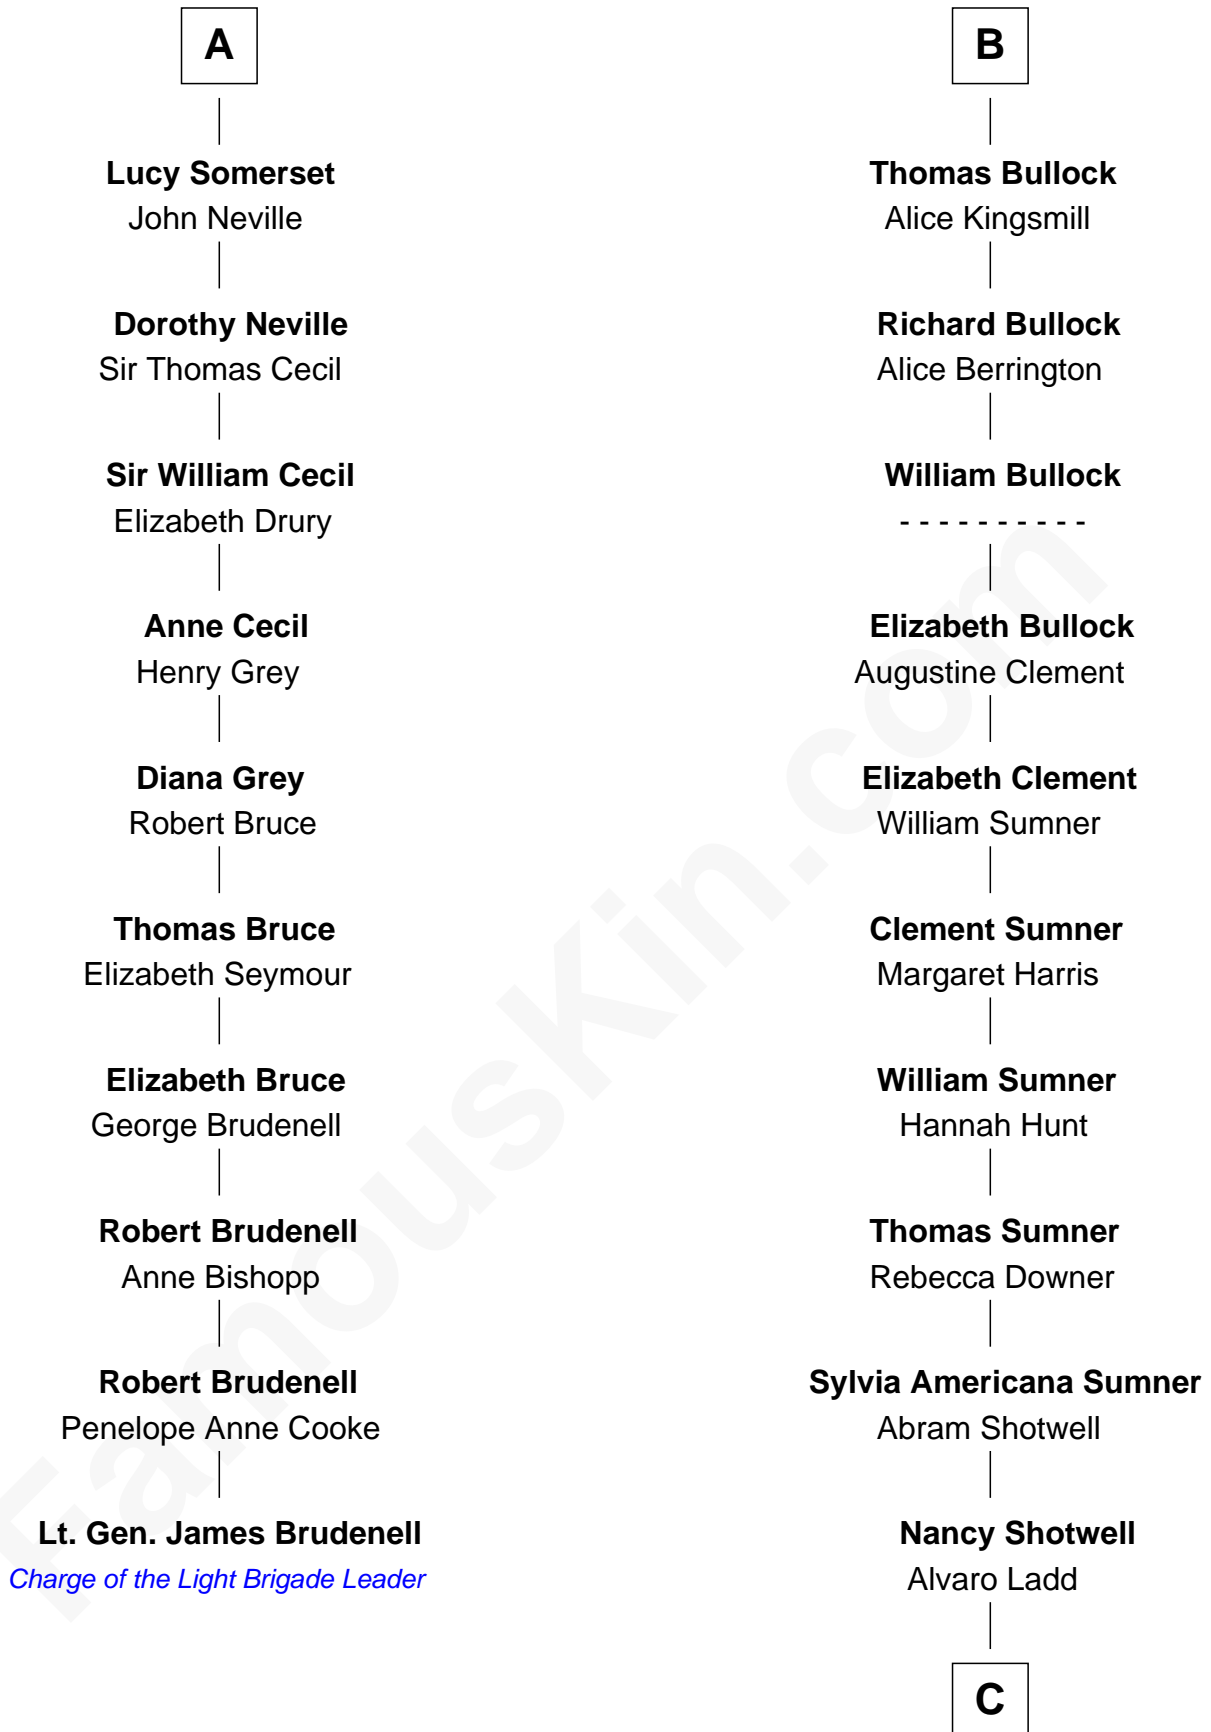 A
Lucy Somerset
John Neville
Dorothy Neville
Sir Thomas Cecil
Sir William Cecil
Elizabeth Drury
Anne Cecil
Henry Grey
Diana Grey
Robert Bruce
Thomas Bruce
Elizabeth Seymour
Elizabeth Bruce
George Brudenell
Robert Brudenell
Anne Bishopp
Robert Brudenell
Penelope Anne Cooke
Lt. Gen. James Brudenell
Charge of the Light Brigade Leader
B
Thomas Bullock
Alice Kingsmill
Richard Bullock
Alice Berrington
William Bullock
- - - - - - - - - -
Elizabeth Bullock
Augustine Clement
Elizabeth Clement
William Sumner
Clement Sumner
Margaret Harris
William Sumner
Hannah Hunt
Thomas Sumner
Rebecca Downer
Sylvia Americana Sumner
Abram Shotwell
Nancy Shotwell
Alvaro Ladd
C
FamousKin.com